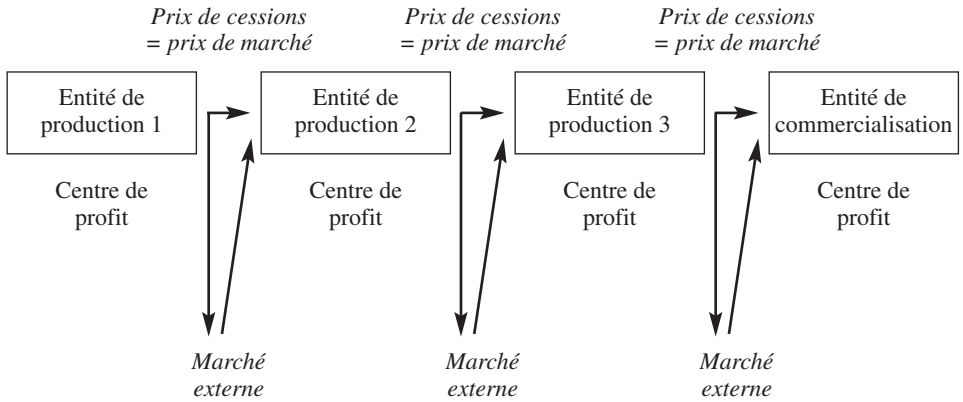 Prix de cessions
= prix de marché
Prix de cessions
= prix de marché
Prix de cessions
= prix de marché
Entité de
production 1
Entité de
production 2
Entité de
production 3
Entité de
commercialisation
Centre de
profit
Centre de
profit
Centre de
profit
Centre de
profit
Marché
externe
Marché
externe
Marché
externe